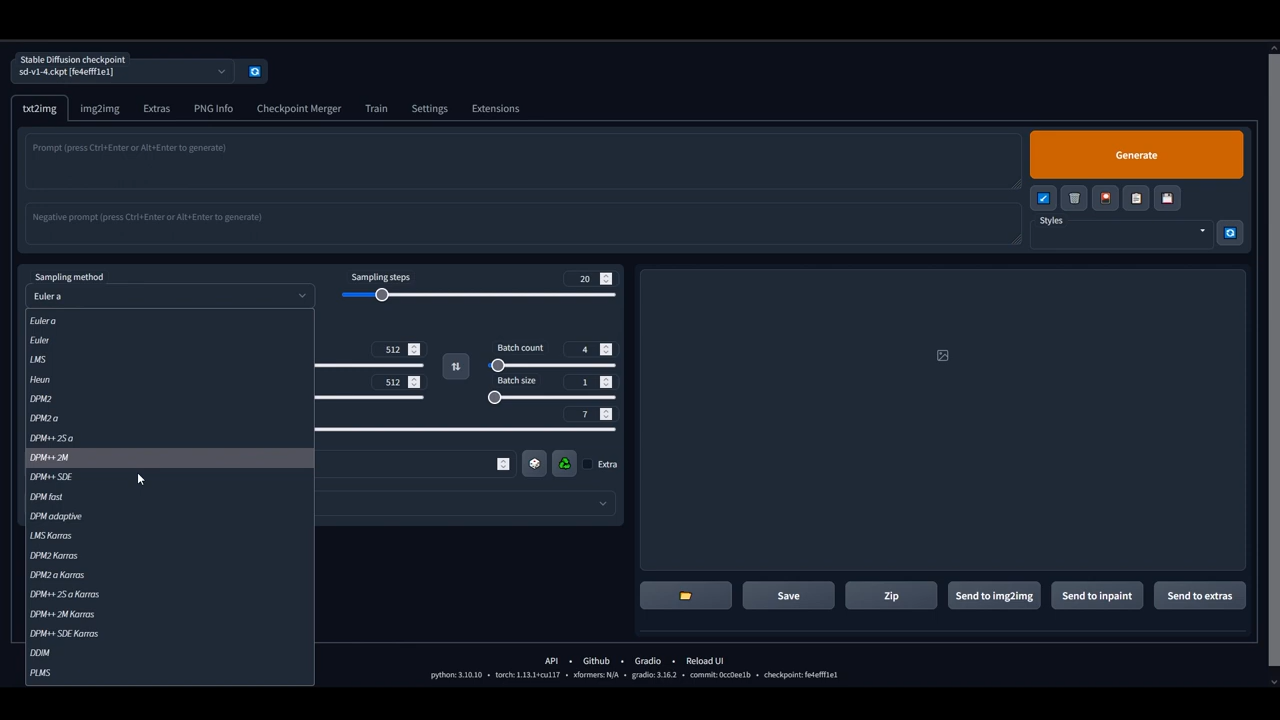 Stable Diffusion checkpoint
sd-v1-4.ckpt [fe4efff1e1]
txt2img
img2img
Extras
PNG Info
Checkpoint Merger
Train
Settings
Extensions
Prompt (press Ctrl+Enter or Alt+Enter to generate)
Generate
Negative prompt (press Ctrl+Enter or Alt+Enter to generate)
Styles
Sampling method
Euler a
Sampling steps
20
Euler a
Euler
LMS
Heun
DPM2
DPM2 a
DPM++ 2S a
DPM++ 2M
DPM++ SDE
DPM fast
DPM adaptive
LMS Karras
DPM2 Karras
DPM2 a Karras
DPM++ 2S a Karras
DPM++ 2M Karras
DPM++ SDE Karras
DDIM
PLMS
512
Batch count
4
512
Batch size
1
7
Extra
Save
Zip
Send to img2img
Send to inpaint
Send to extras
API • Github • Gradio • Reload UI
python: 3.10.10 • torch: 1.13.1+cu117 • xformers: N/A • gradio: 3.16.2 • commit: 0cc0ee1b • checkpoint: fe4efff1e1